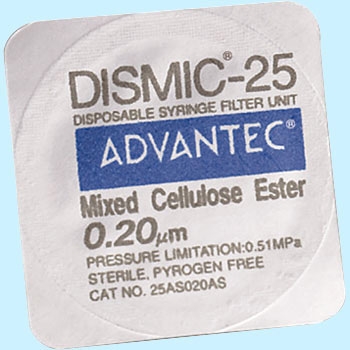 DISMIC®-25
DISPOSABLE SYRINGE FILTER UNIT
ADVANTEC®
Mixed Cellulose Ester
0.20μm
PRESSURE LIMITATION:0.51MPa
STERILE, PYROGEN FREE
CAT NO. 25AS020AS